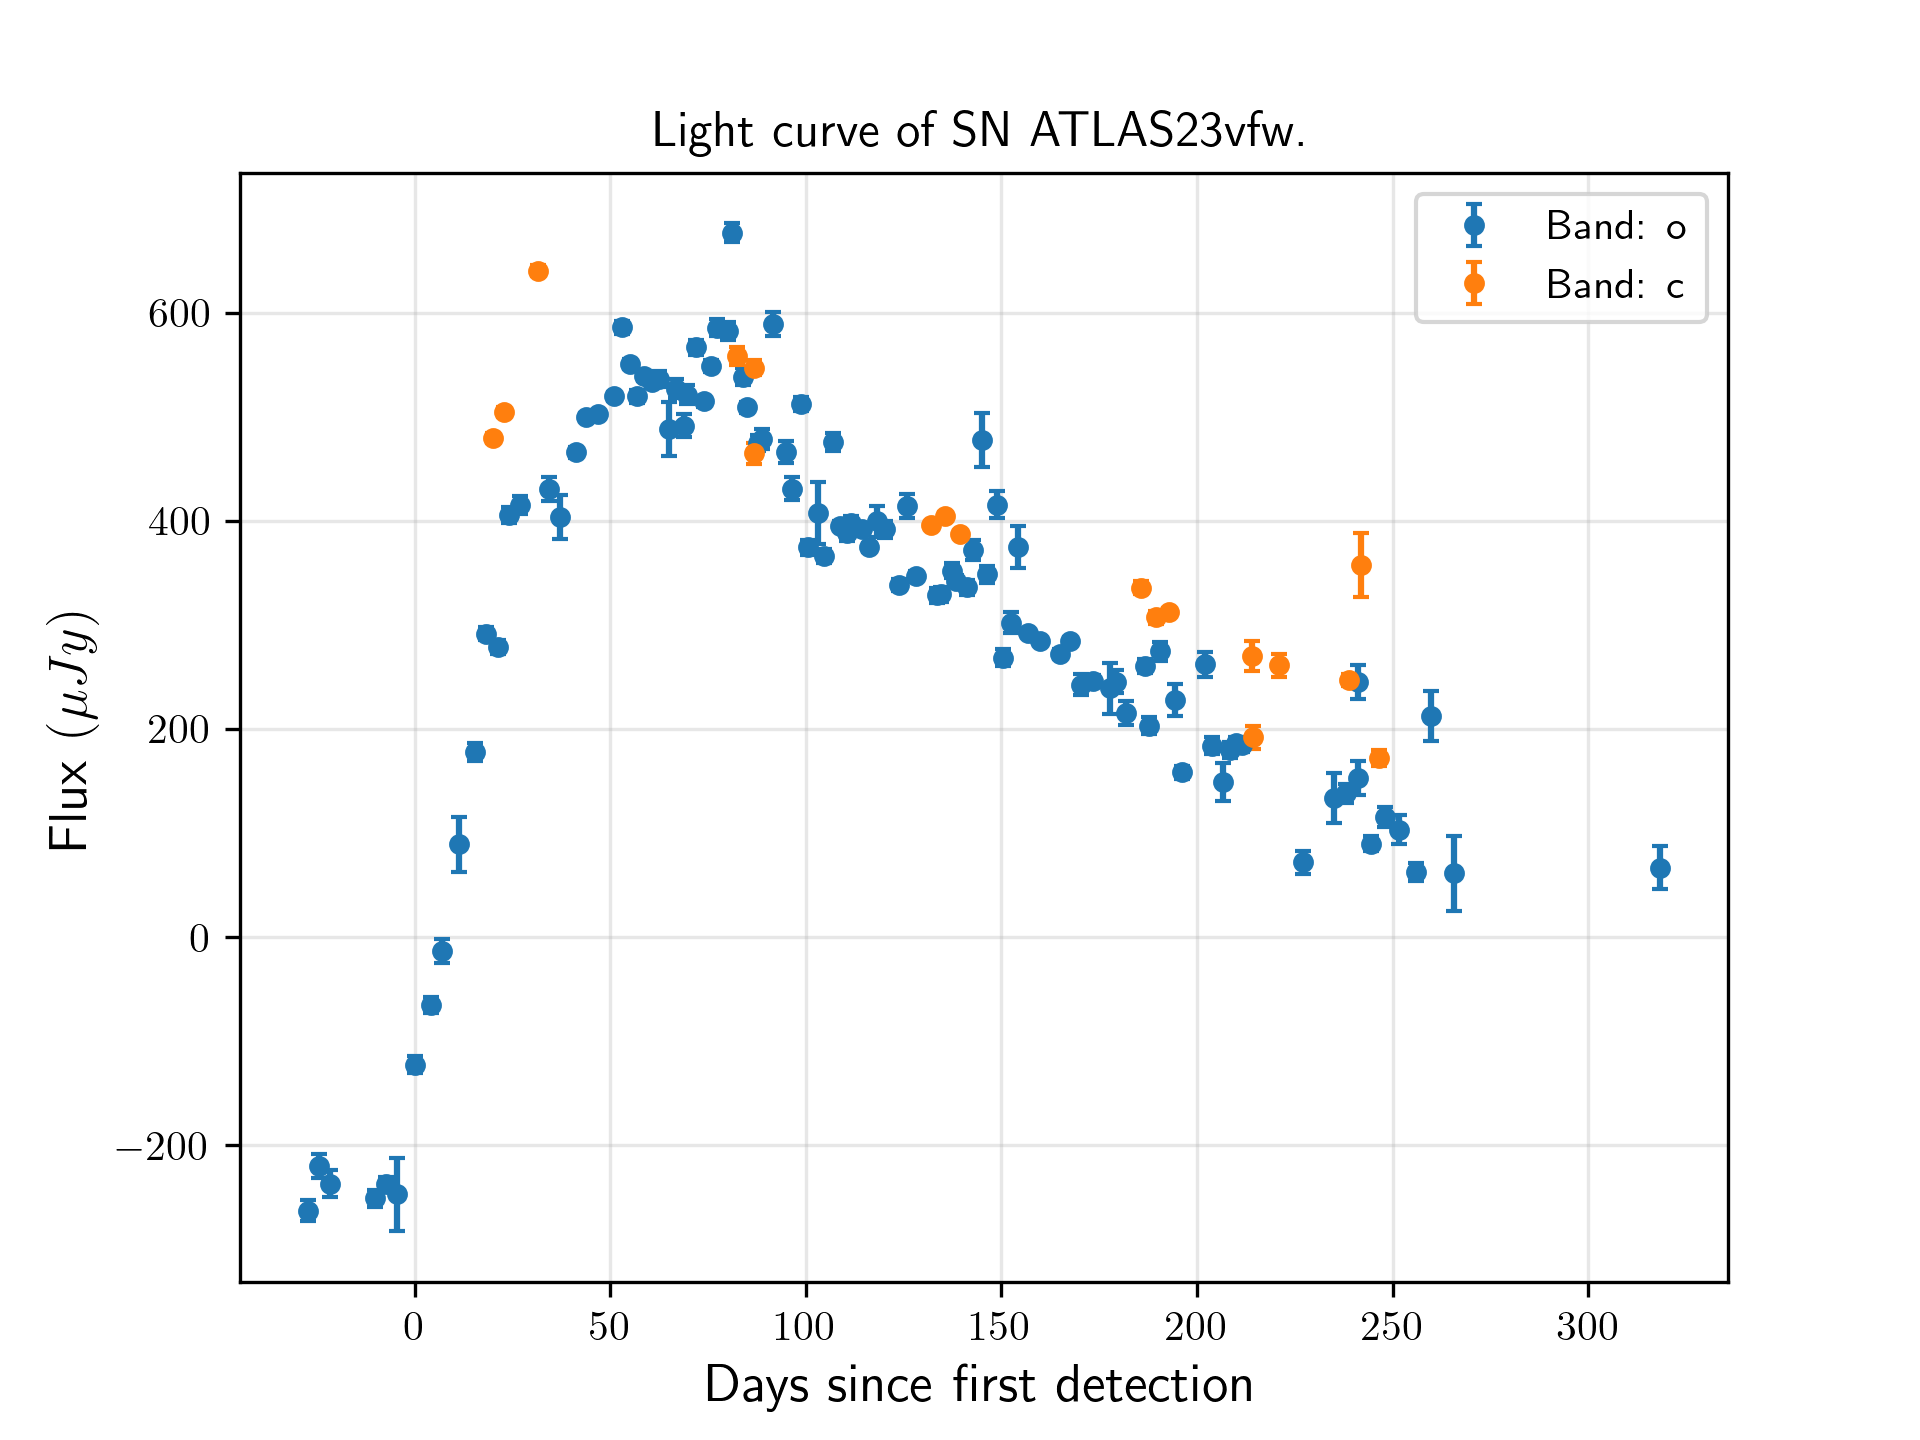 Light curve of SN ATLAS23vfw.
Band: o
Band: c
600
400
200
0
−200
Flux (μJy)
0 50 100 150 200 250 300
Days since first detection